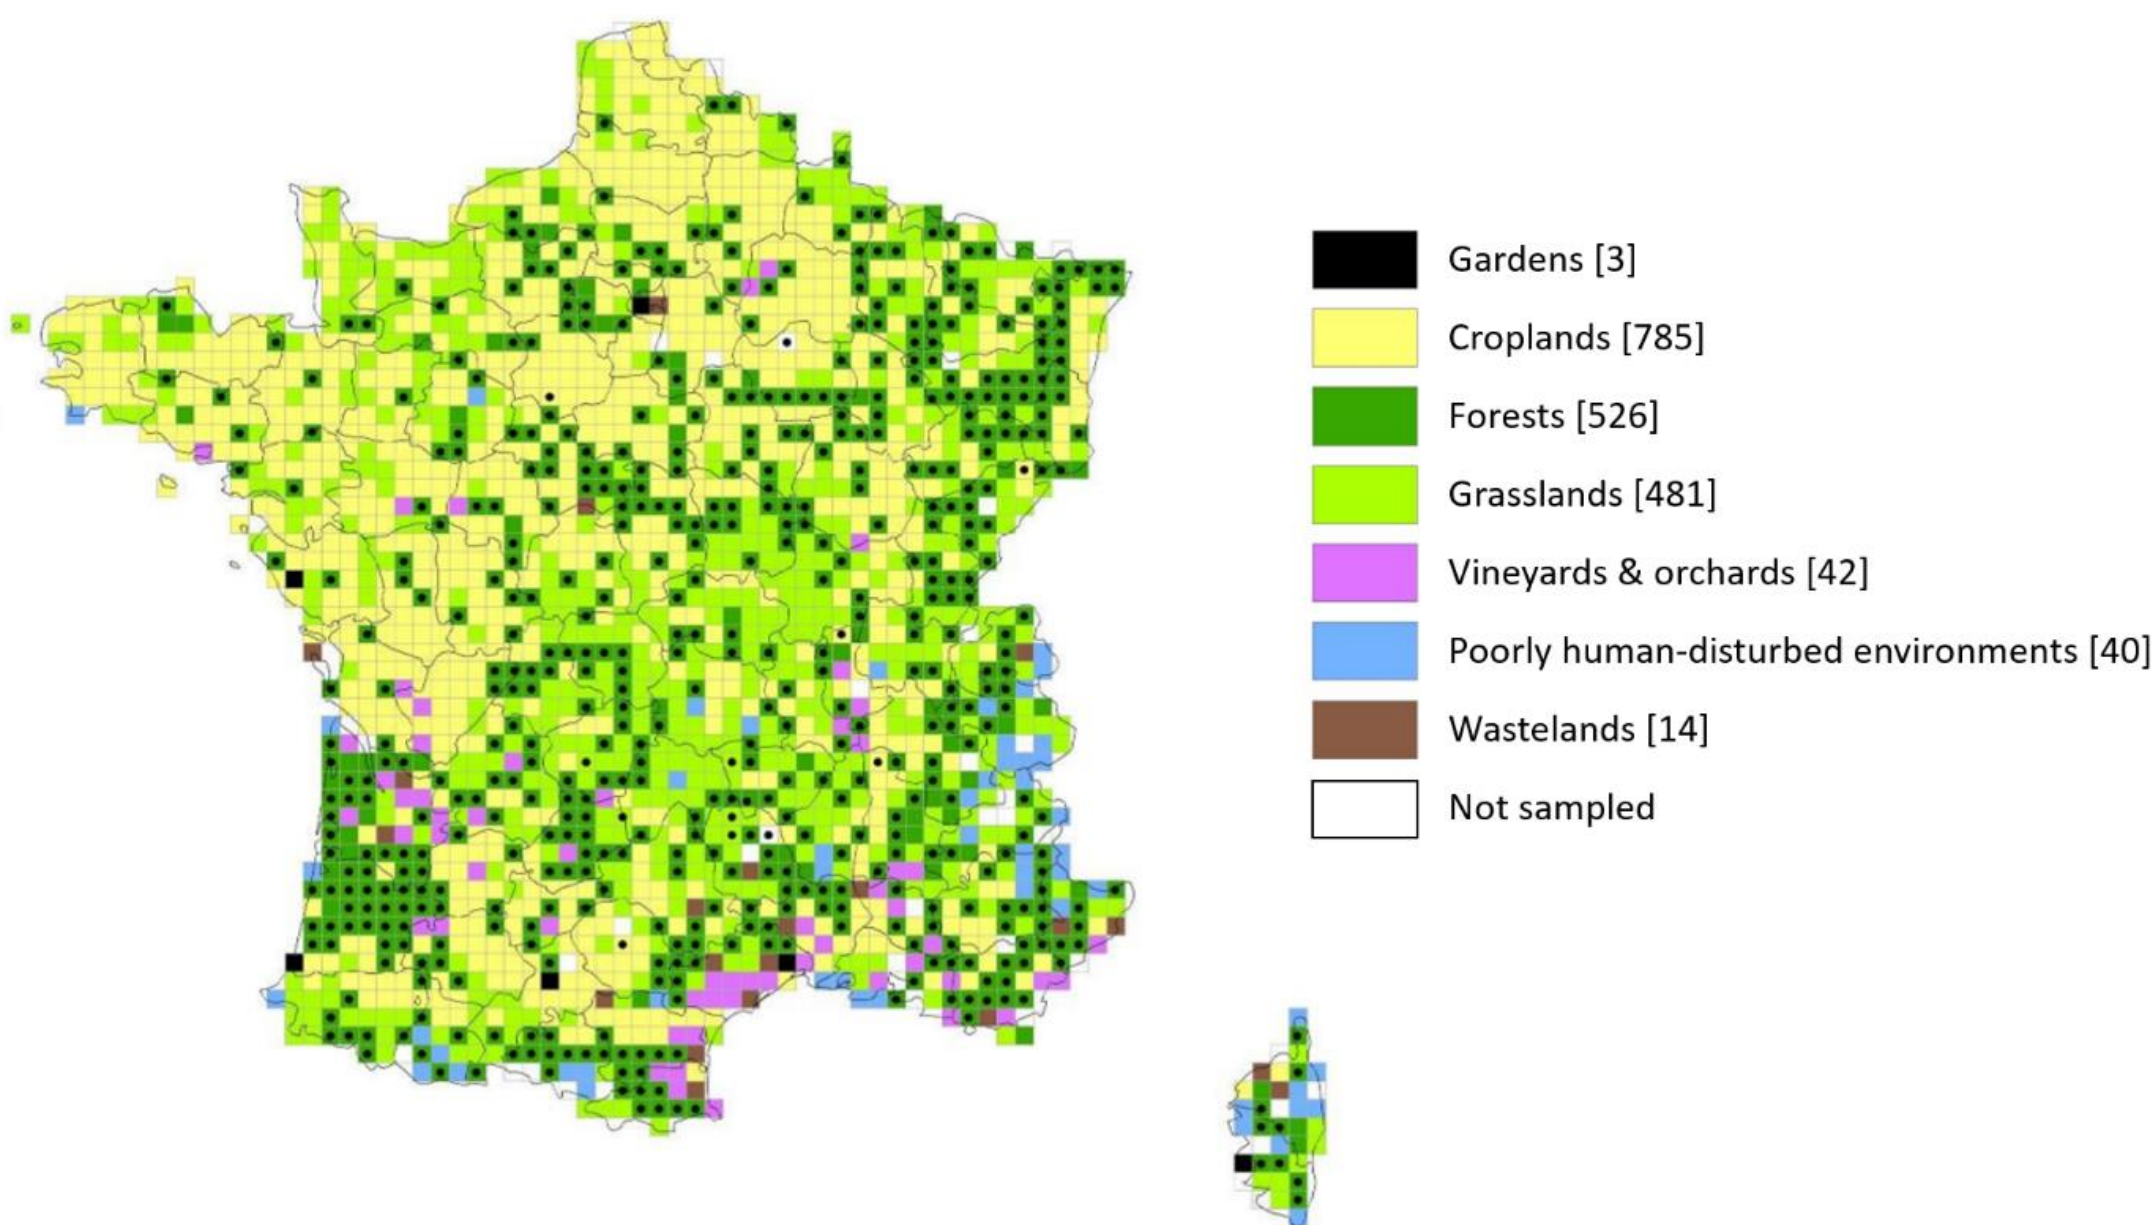 Gardens [3]
Croplands [785]
Forests [526]
Grasslands [481]
Vineyards & orchards [42]
Poorly human-disturbed environments [40]
Wastelands [14]
Not sampled